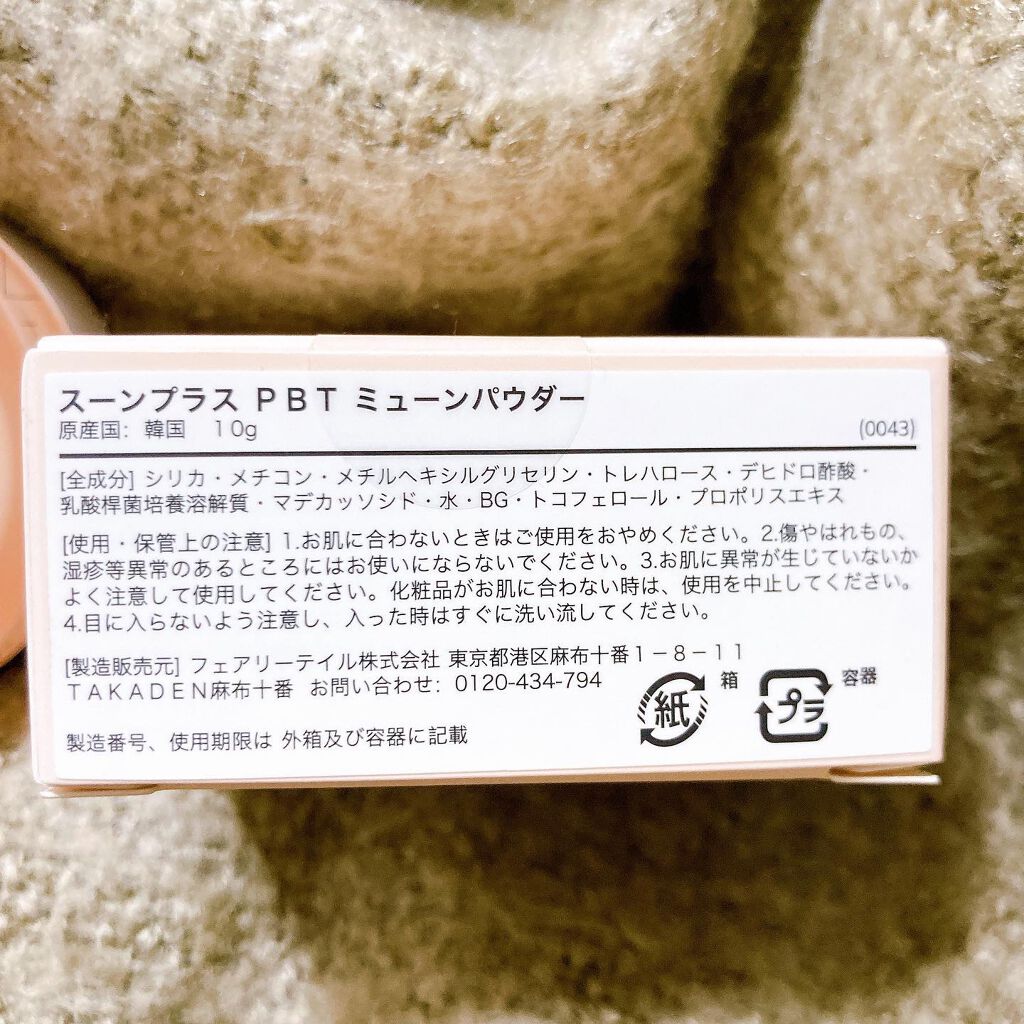 スーンプラス ＰＢＴ ミューンパウダー
原産国：韓国　１０g　(0043)
[全成分] シリカ・メチコン・メチルヘキシルグリセリン・トレハロース・デヒドロ酢酸・
乳酸桿菌培養溶解質・マデカッソシド・水・BG・トコフェロール・プロポリスエキス
[使用・保管上の注意] 1.お肌に合わないときはご使用をおやめください。2.傷やはれもの、
湿疹等異常のあるところにはお使いにならないでください。3.お肌に異常が生じていないか
よく注意して使用してください。化粧品がお肌に合わない時は、使用を中止してください。
4.目に入らないよう注意し、入った時はすぐに洗い流してください。
[製造販売元] フェアリーテイル株式会社 東京都港区麻布十番１－８－１１
ＴＡＫＡＤＥＮ麻布十番 お問い合わせ：0120-434-794
紙 箱 プラ 容器
製造番号、使用期限は 外箱及び容器に記載